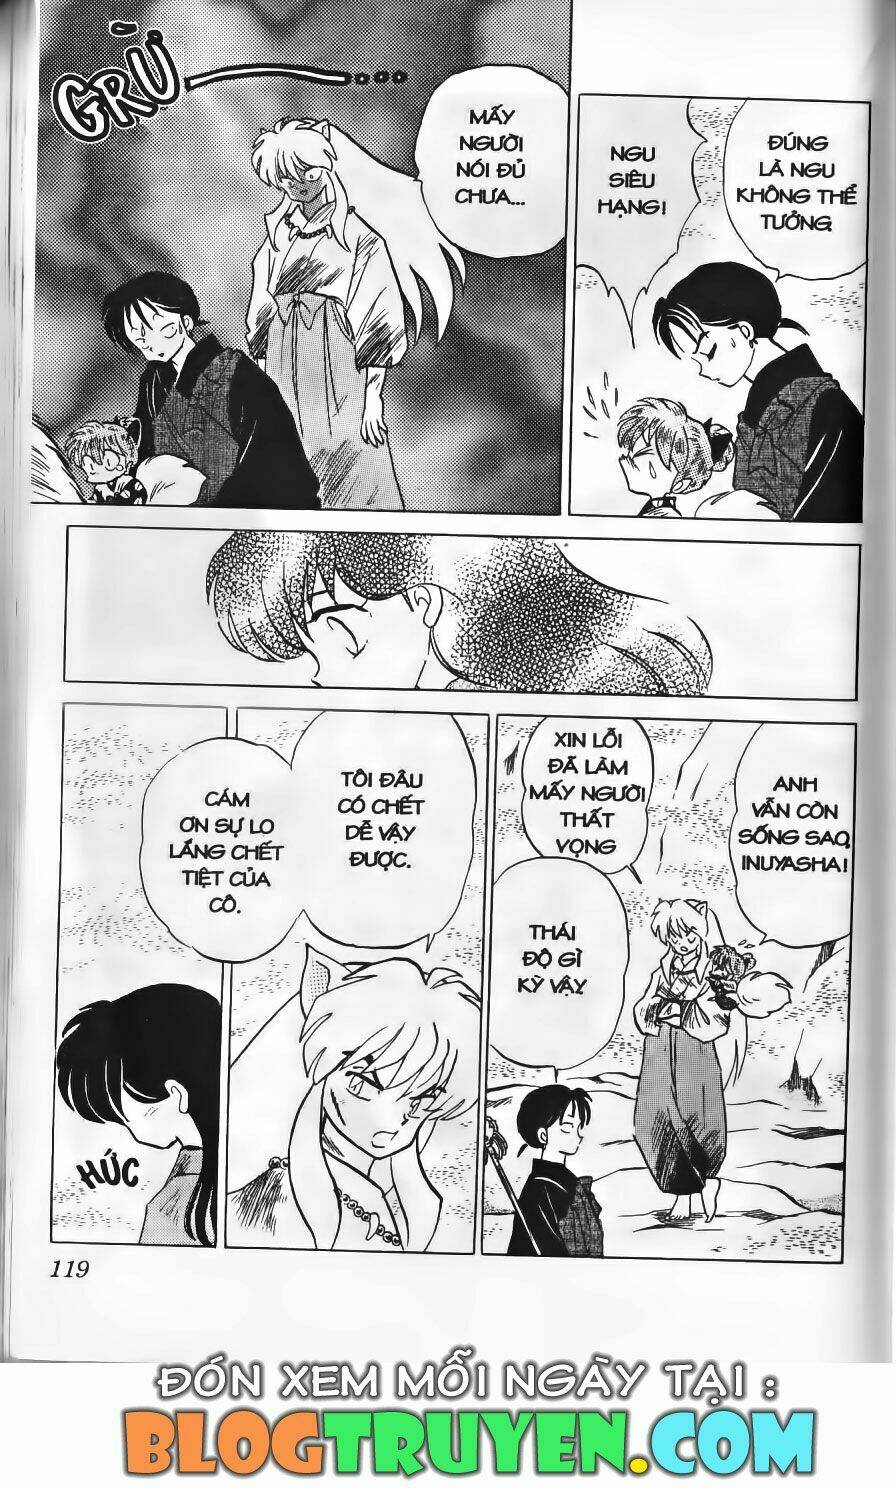 ĐÚNG
LÀ NGU
KHÔNG THỂ
TƯỞNG.
NGU
SIÊU
HẠNG!
MẤY
NGƯỜI
NÓI ĐỦ
CHƯA...
GRỪ
ANH
VẪN CÒN
SỐNG SAO,
INUYASHA!
XIN LỖI
ĐÃ LÀM
MẤY NGƯỜI
THẤT
VỌNG
THÁI
ĐỘ GÌ
KỲ VẬY.
TÔI ĐÂU
CÓ CHẾT
DỄ VẬY
ĐƯỢC.
CÁM
ƠN SỰ LO
LẮNG CHẾT
TIỆT CỦA
CÔ.
HỨC
119
ĐÓN XEM MỖI NGÀY TẠI :
BLOGTRUYEN.COM